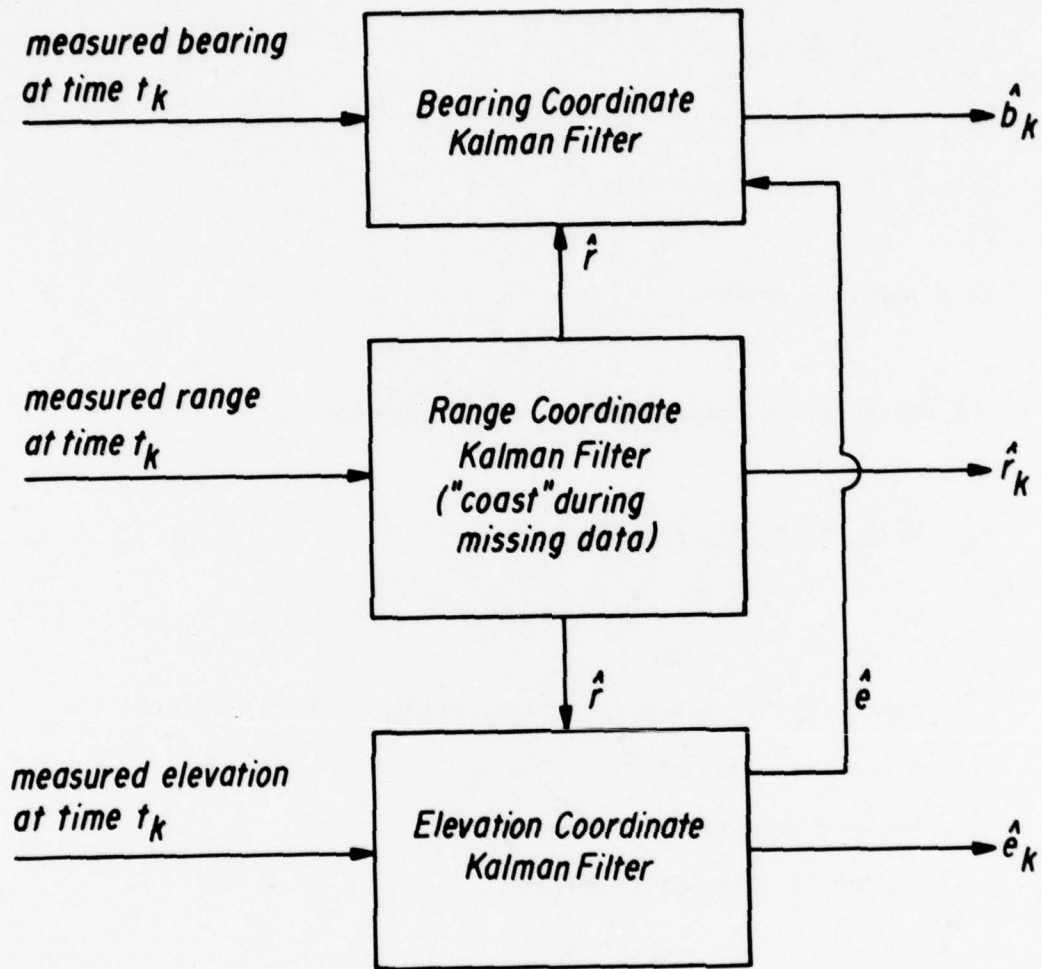 measured bearing
at time t_k
Bearing Coordinate
Kalman Filter
b̂_k
r̂
measured range
at time t_k
Range Coordinate
Kalman Filter
("coast" during
missing data)
r̂_k
r̂
ê
measured elevation
at time t_k
Elevation Coordinate
Kalman Filter
ê_k